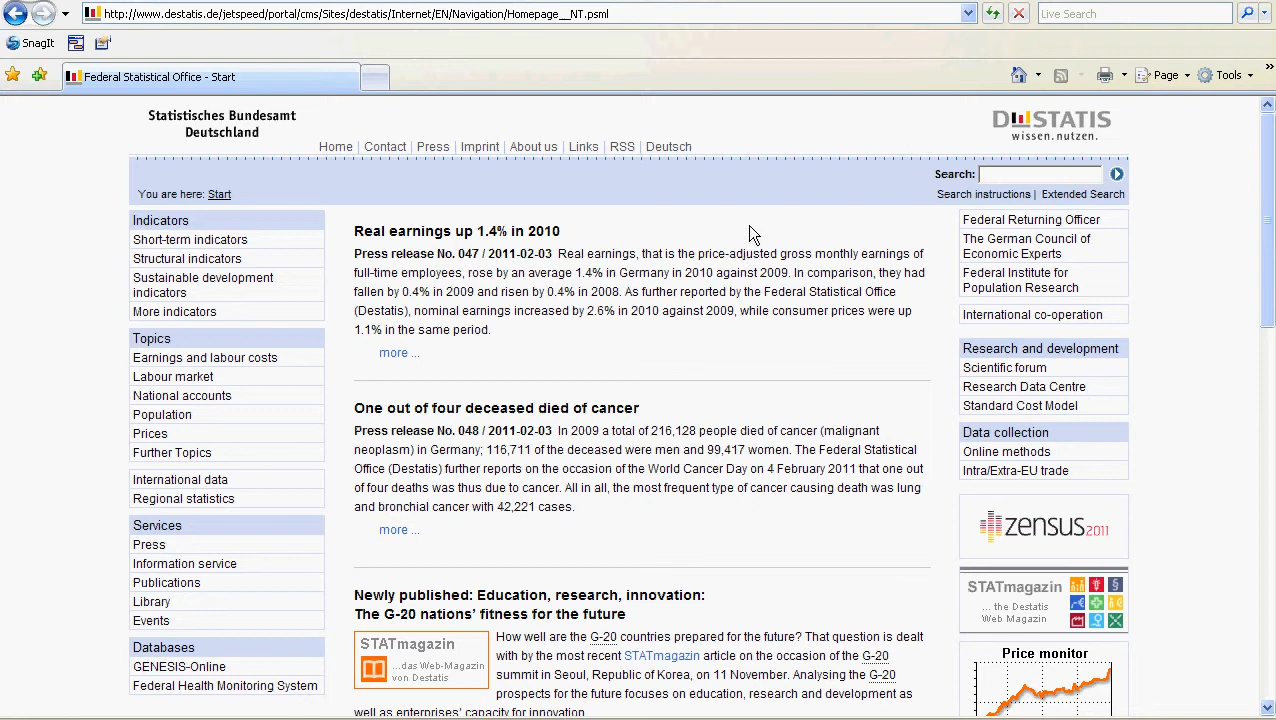 http://www.destatis.de/jetspeed/portal/cms/Sites/destatis/Internet/EN/Navigation/Homepage__NT.psml
Live Search
SnagIt
Federal Statistical Office - Start
Page
Tools
Statistisches Bundesamt
Deutschland
DESTATIS
wissen.nutzen.
Home | Contact | Press | Imprint | About us | Links | RSS | Deutsch
Search:
You are here: Start
Search instructions | Extended Search
Indicators
Short-term indicators
Structural indicators
Sustainable development
indicators
More indicators
Topics
Earnings and labour costs
Labour market
National accounts
Population
Prices
Further Topics
International data
Regional statistics
Services
Press
Information service
Publications
Library
Events
Databases
GENESIS-Online
Federal Health Monitoring System
Real earnings up 1.4% in 2010
Press release No. 047 / 2011-02-03 Real earnings, that is the price-adjusted gross monthly earnings of
full-time employees, rose by an average 1.4% in Germany in 2010 against 2009. In comparison, they had
fallen by 0.4% in 2009 and risen by 0.4% in 2008. As further reported by the Federal Statistical Office
(Destatis), nominal earnings increased by 2.6% in 2010 against 2009, while consumer prices were up
1.1% in the same period.
more ...
One out of four deceased died of cancer
Press release No. 048 / 2011-02-03 In 2009 a total of 216,128 people died of cancer (malignant
neoplasm) in Germany; 116,711 of the deceased were men and 99,417 women. The Federal Statistical
Office (Destatis) further reports on the occasion of the World Cancer Day on 4 February 2011 that one out
of four deaths was thus due to cancer. All in all, the most frequent type of cancer causing death was lung
and bronchial cancer with 42,221 cases.
more ...
Newly published: Education, research, innovation:
The G-20 nations' fitness for the future
STATmagazin
...das Web-Magazin
von Destatis
How well are the G-20 countries prepared for the future? That question is dealt
with by the most recent STATmagazin article on the occasion of the G-20
summit in Seoul, Republic of Korea, on 11 November. Analysing the G-20
prospects for the future focuses on education, research and development as
well as enterprises' capacity for innovation.
Federal Returning Officer
The German Council of
Economic Experts
Federal Institute for
Population Research
International co-operation
Research and development
Scientific forum
Research Data Centre
Standard Cost Model
Data collection
Online methods
Intra/Extra-EU trade
zensus2011
STATmagazin
... the Destatis
Web Magazin
§
Price monitor